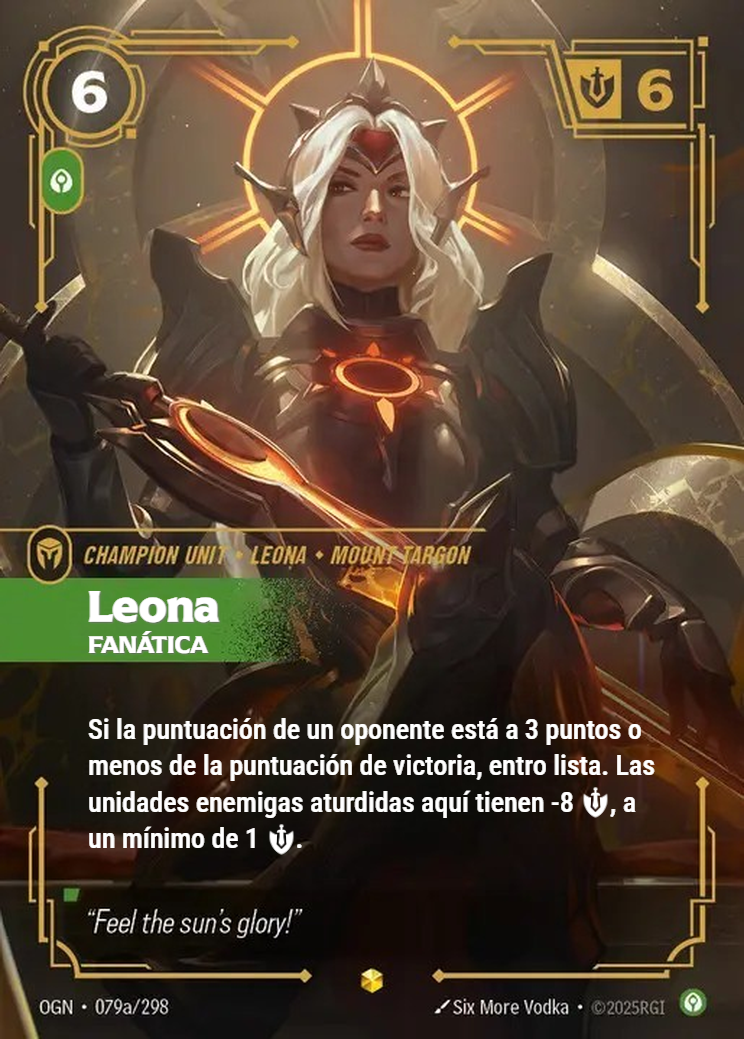 6
6
CHAMPION UNIT • LEONA • MOUNT TARGON
Leona
FANÁTICA
Si la puntuación de un oponente está a 3 puntos o
menos de la puntuación de victoria, entro lista. Las
unidades enemigas aturdidas aquí tienen -8 , a
un mínimo de 1 .
“Feel the sun’s glory!”
OGN • 079a/298
Six More Vodka • ©2025RGI